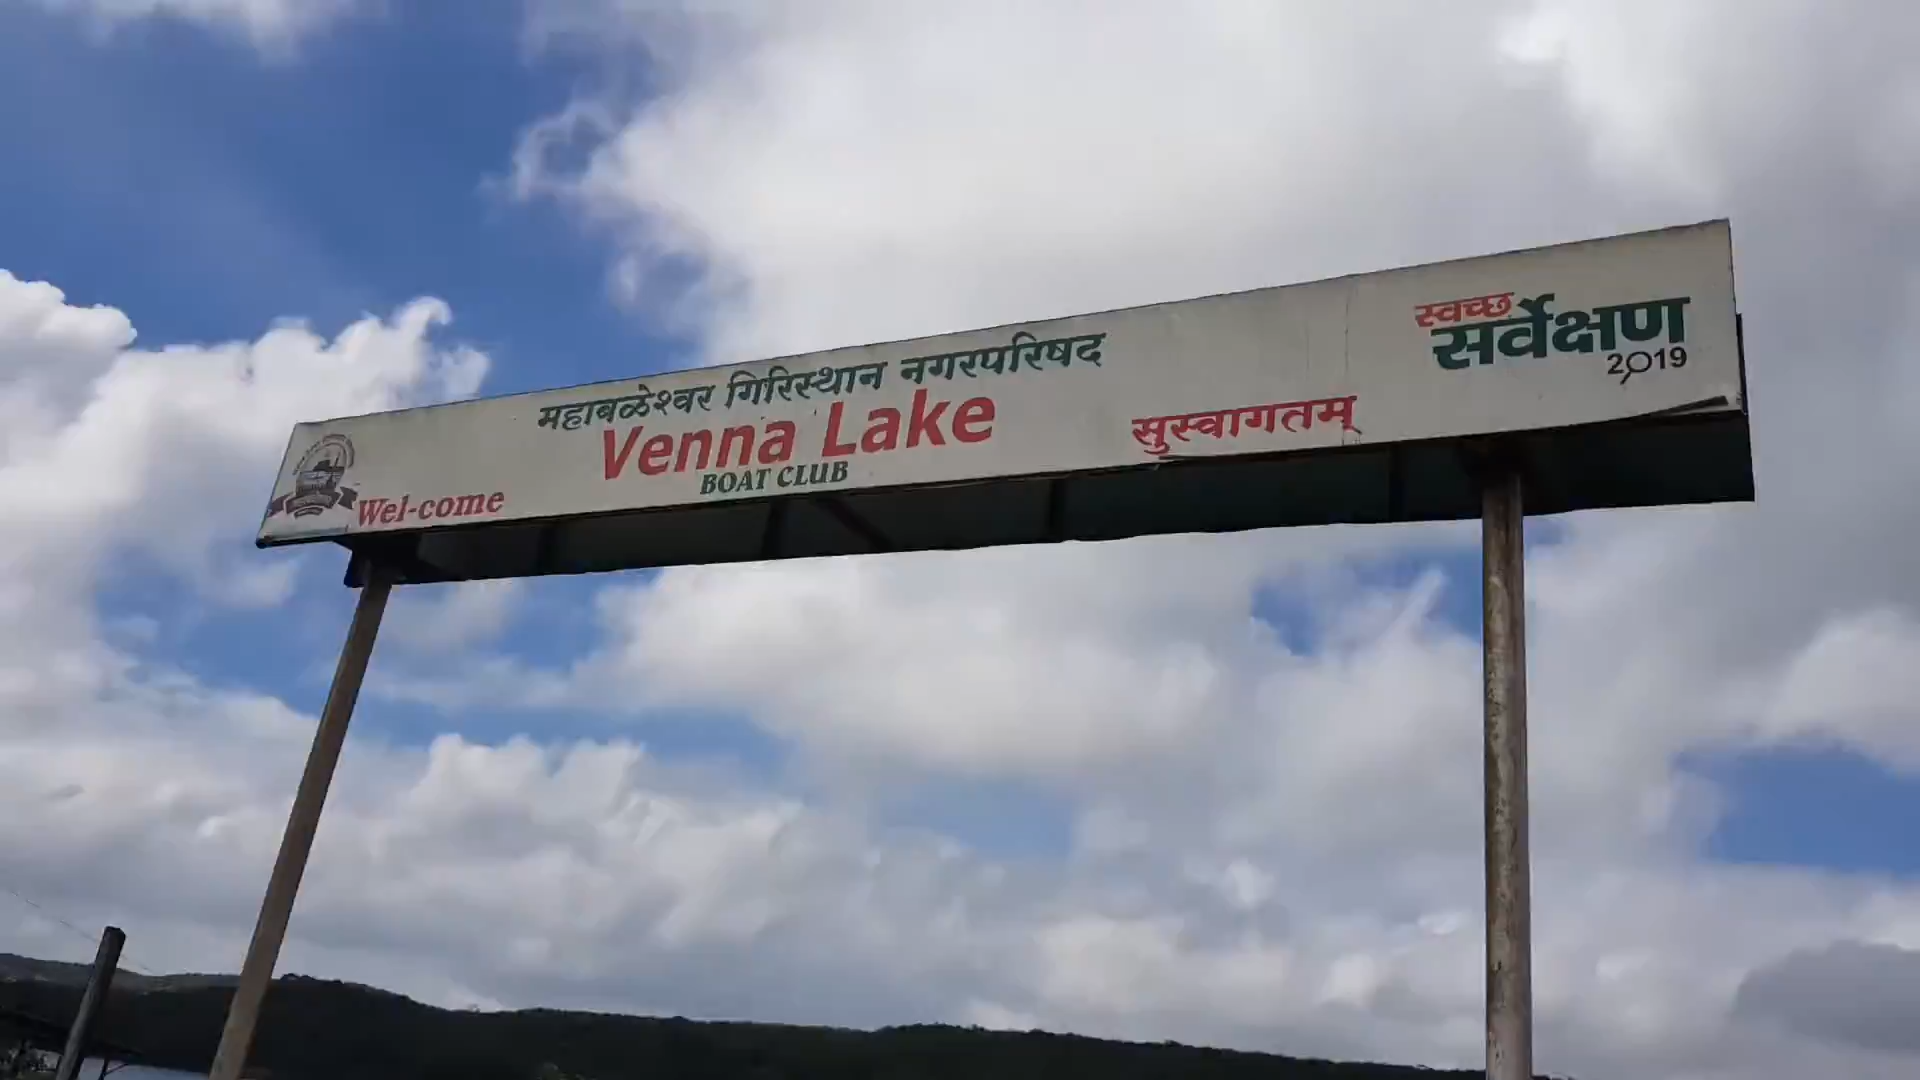 महाबळेश्वर गिरिस्थान नगरपरिषद
Venna Lake
BOAT CLUB
Wel-come
सुस्वागतम्
स्वच्छ
सर्वेक्षण
2019